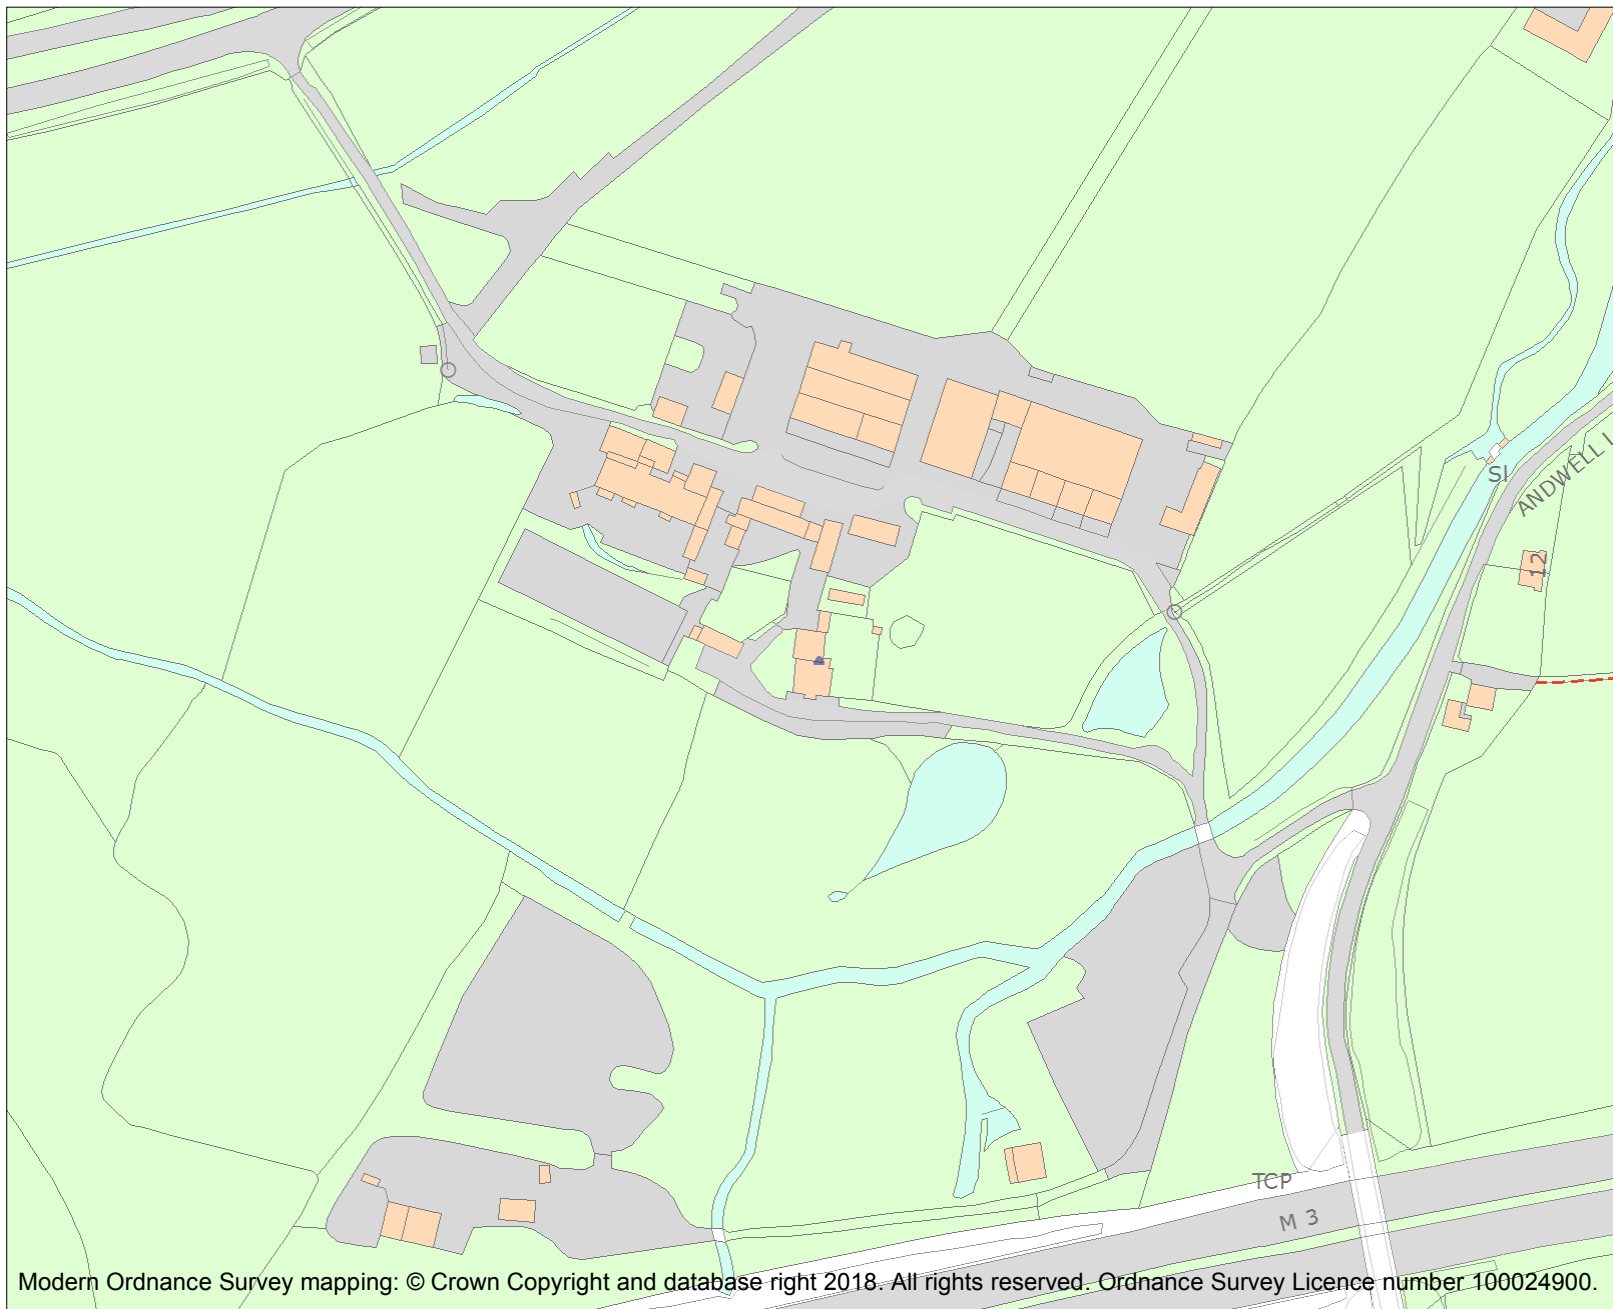 Sl
ANDWELL L
12
TCP
M 3
Modern Ordnance Survey mapping: © Crown Copyright and database right 2018. All rights reserved. Ordnance Survey Licence number 100024900.